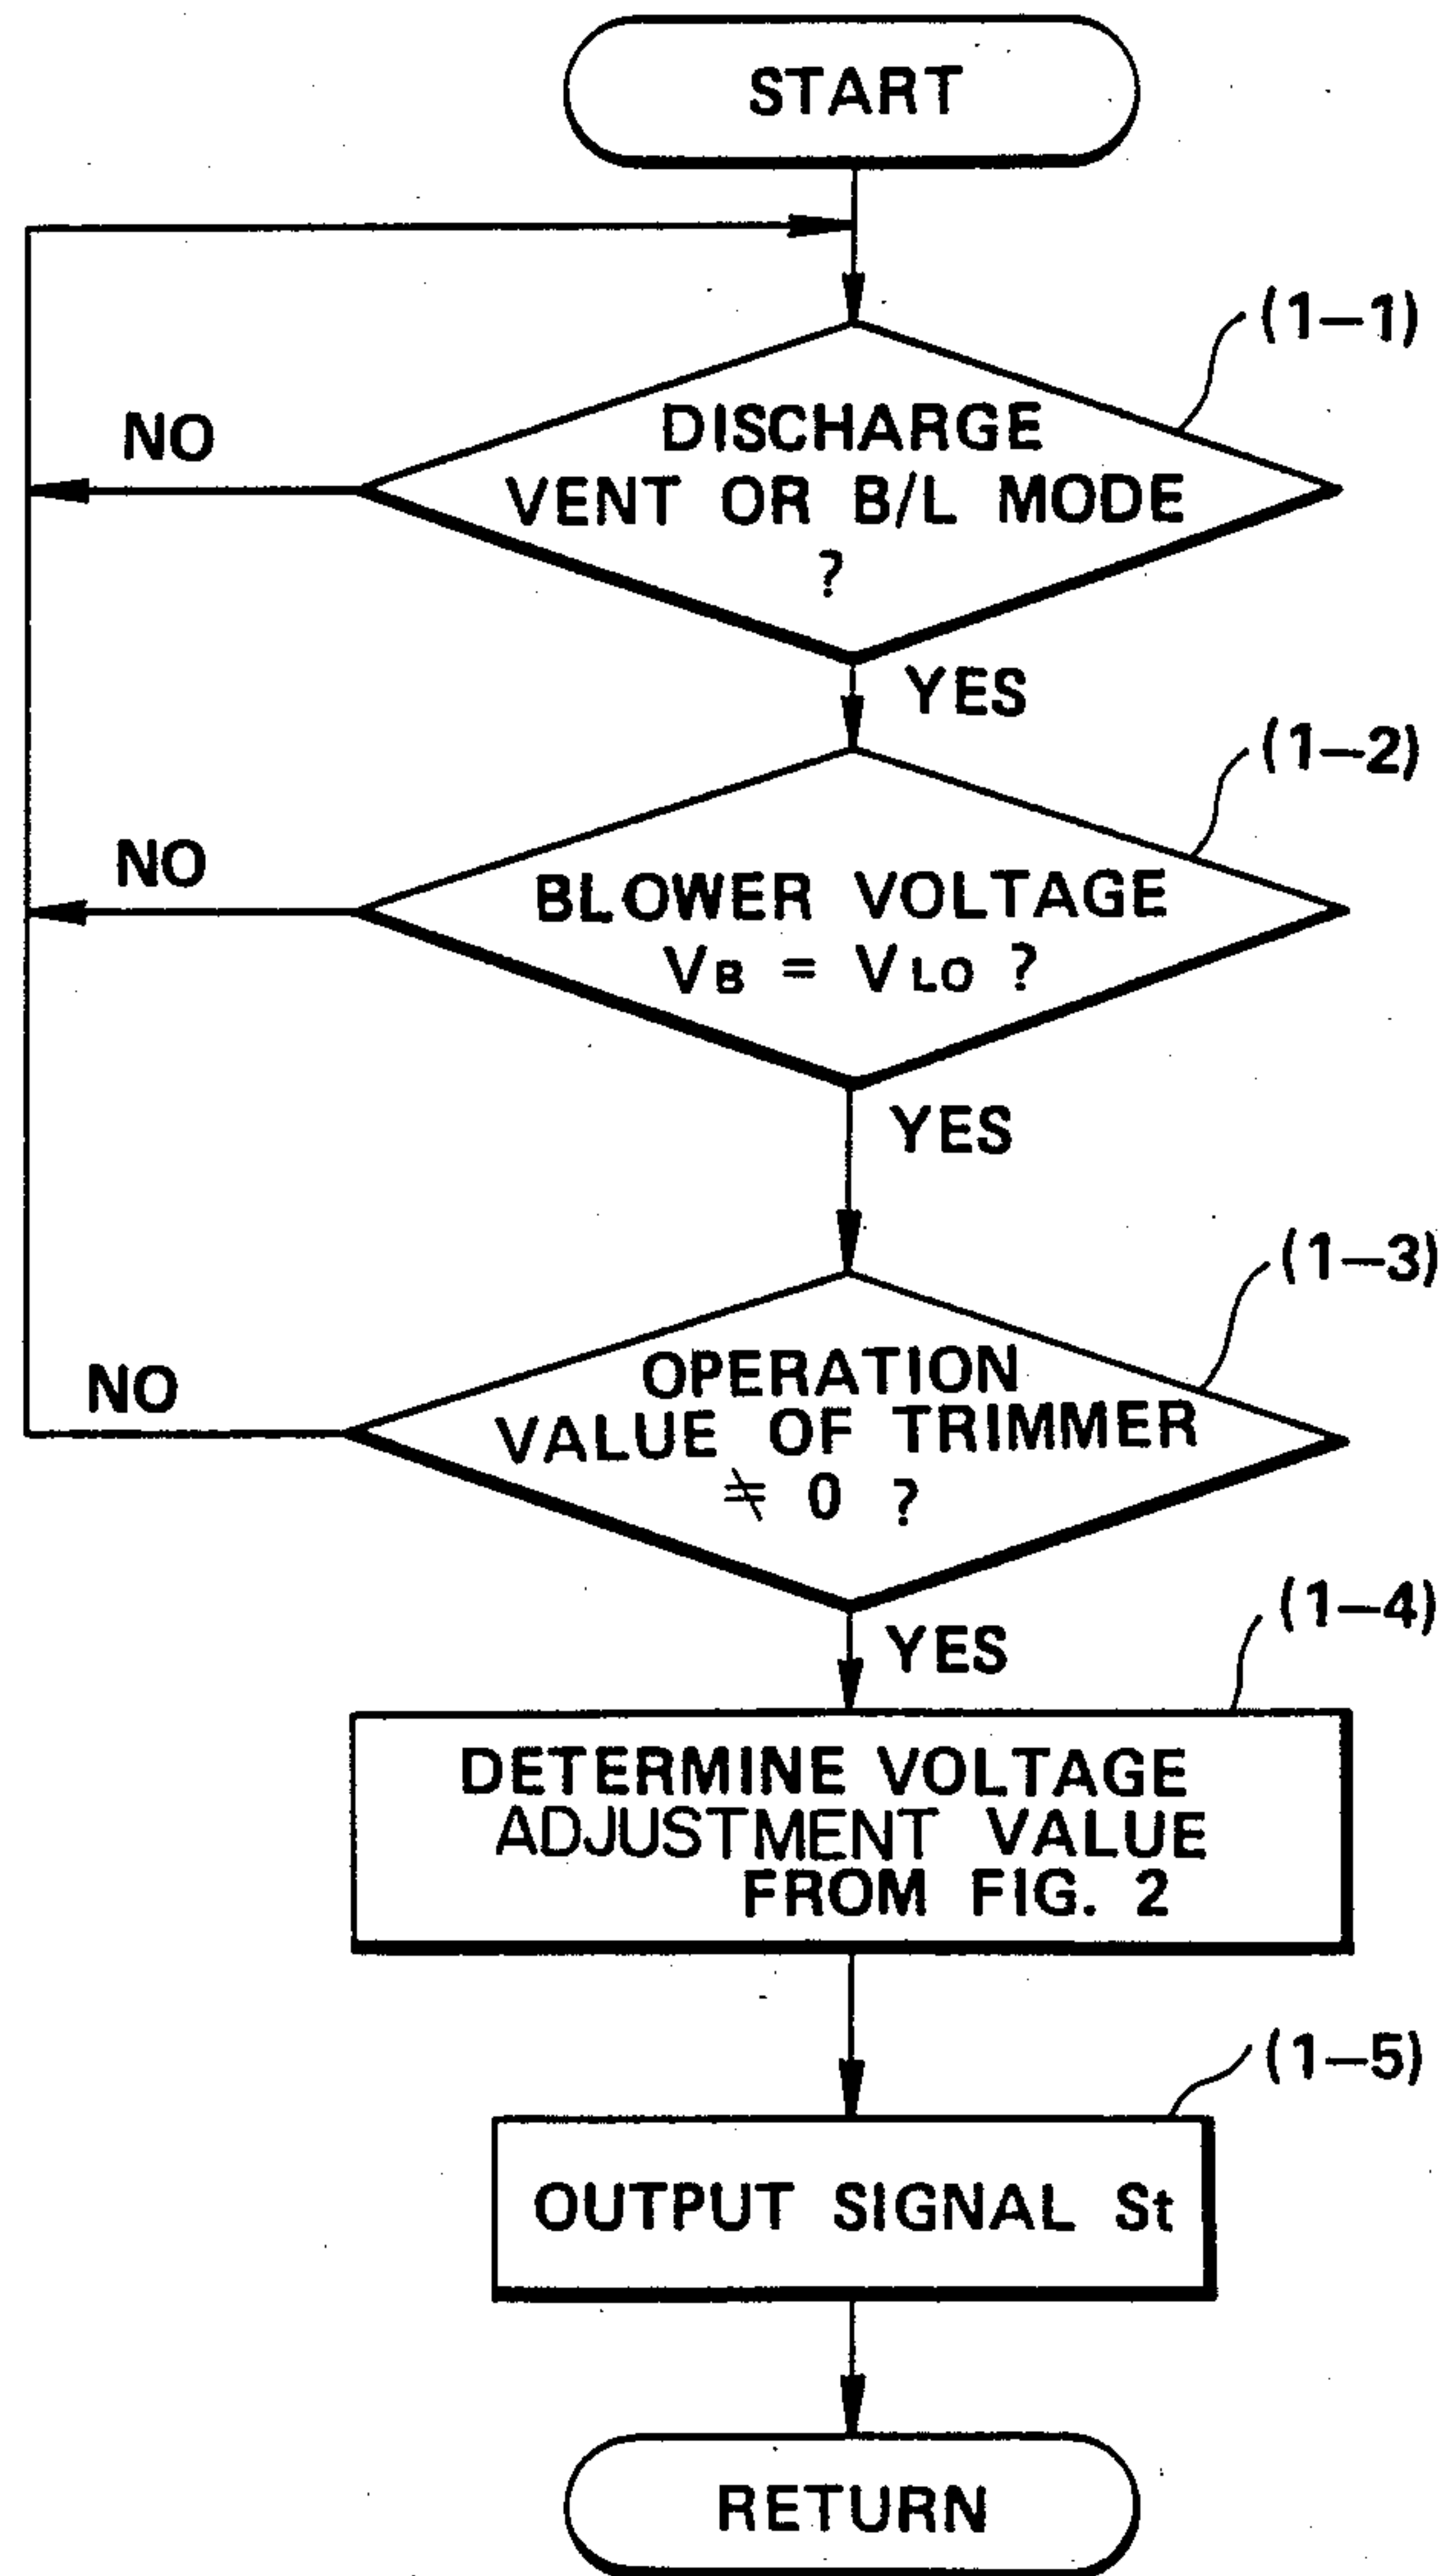 START
(1–1)
DISCHARGE
VENT OR B/L MODE
?
NO
YES
(1–2)
BLOWER VOLTAGE
VB = VLO ?
NO
YES
(1–3)
OPERATION
VALUE OF TRIMMER
≠ 0 ?
NO
YES
(1–4)
DETERMINE VOLTAGE
ADJUSTMENT VALUE
FROM FIG. 2
(1–5)
OUTPUT SIGNAL St
RETURN